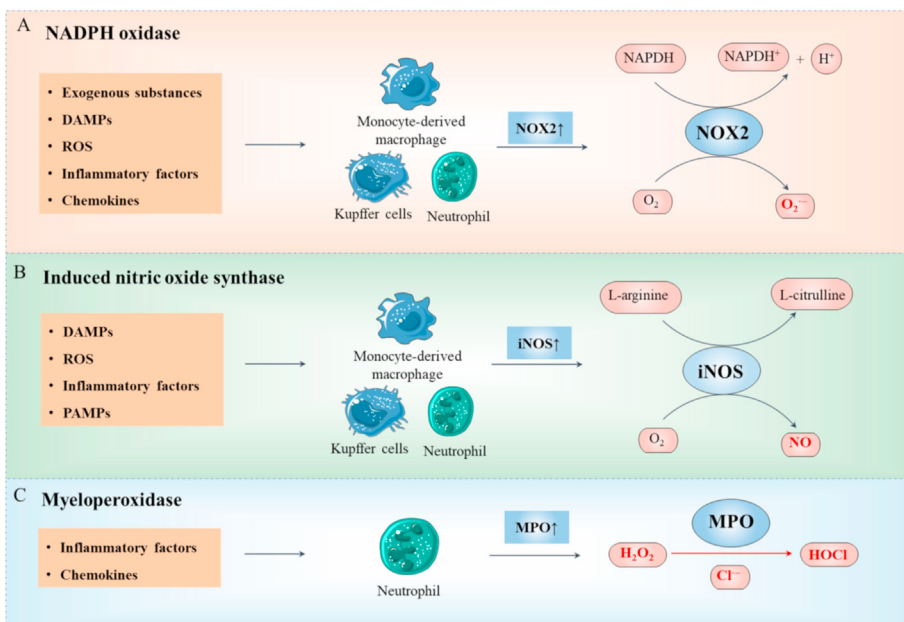 A
NADPH oxidase
• Exogenous substances
• DAMPs
• ROS
• Inflammatory factors
• Chemokines
Monocyte-derived
macrophage
Kupffer cells
Neutrophil
NOX2↑
NAPDH
NAPDH⁺ + H⁺
NOX2
O₂
O₂·−
B
Induced nitric oxide synthase
• DAMPs
• ROS
• Inflammatory factors
• PAMPs
Monocyte-derived
macrophage
Kupffer cells
Neutrophil
iNOS↑
L-arginine
L-citrulline
iNOS
O₂
NO
C
Myeloperoxidase
• Inflammatory factors
• Chemokines
Neutrophil
MPO↑
MPO
H₂O₂
HOCl
Cl−